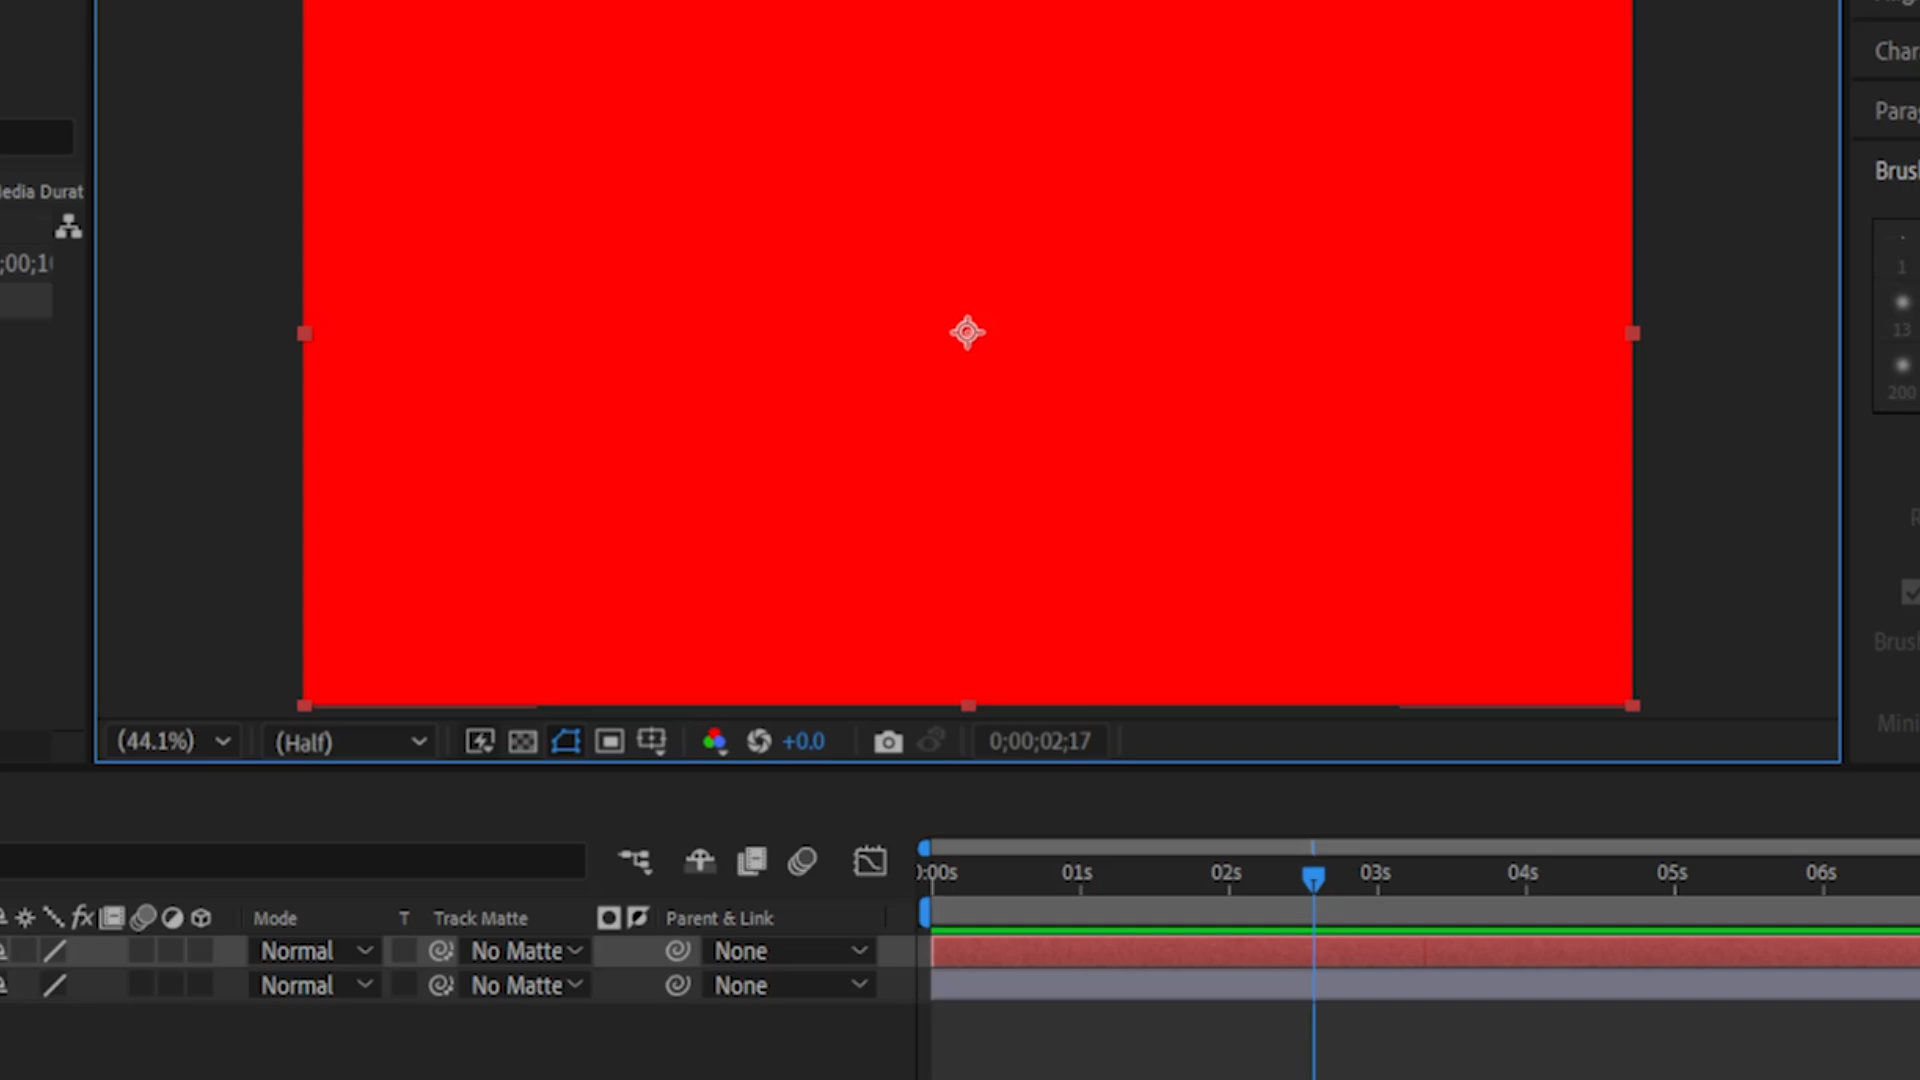 Char
Para
edia Durat
Brus
;00;1
1
13
200
Brus
Mini
(44.1%)
(Half)
+0.0
0;00;02;17
0:00s 01s 02s 03s 04s 05s 06s
fx Mode T Track Matte Parent & Link
Normal No Matte None
Normal No Matte None